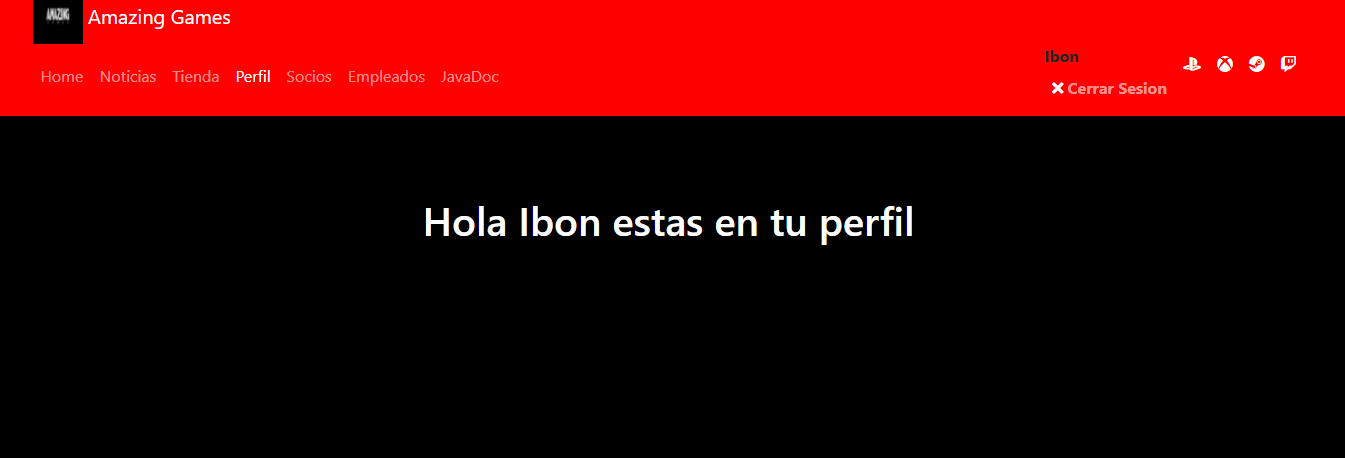 AMAZING
Amazing Games
Home Noticias Tienda Perfil Socios Empleados JavaDoc
Ibon
Cerrar Sesion
Hola Ibon estas en tu perfil